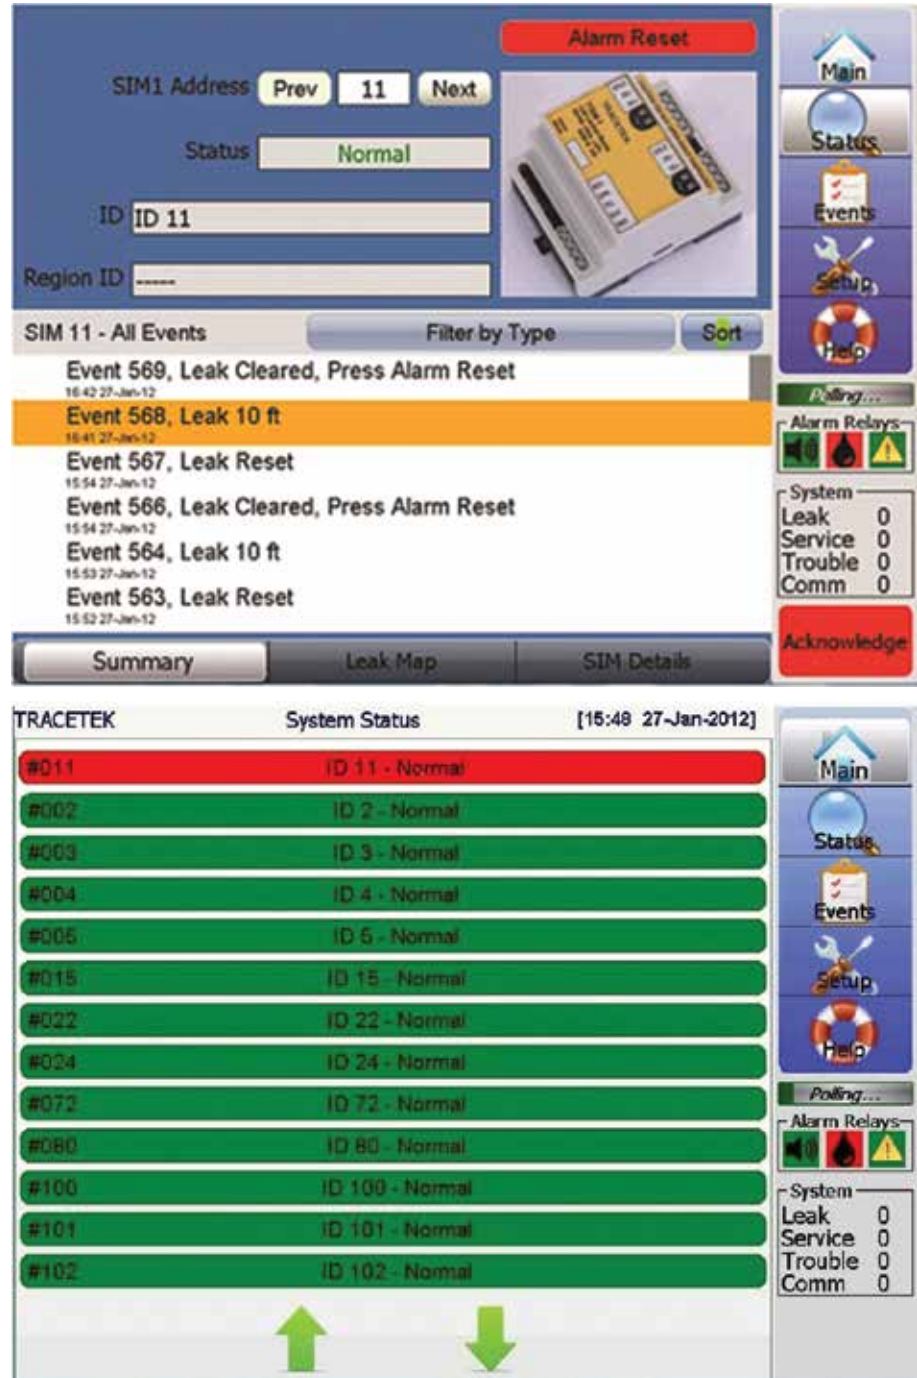 Alarm Reset
SIM1 Address Prev 11 Next
Status Normal
ID ID 11
Region ID -----
SIM 11 - All Events Filter by Type Sort
Event 569, Leak Cleared, Press Alarm Reset
16:42 27-Jan-12
Event 568, Leak 10 ft
16:41 27-Jan-12
Event 567, Leak Reset
15:54 27-Jan-12
Event 566, Leak Cleared, Press Alarm Reset
15:54 27-Jan-12
Event 564, Leak 10 ft
15:53 27-Jan-12
Event 563, Leak Reset
15:52 27-Jan-12
Summary Leak Map SIM Details
Main
Status
Events
Setup
Help
Polling...
Alarm Relays
System
Leak 0
Service 0
Trouble 0
Comm 0
Acknowledge
TRACETEK System Status [15:48 27-Jan-2012]
#011 ID 11 - Normal
#002 ID 2 - Normal
#003 ID 3 - Normal
#004 ID 4 - Normal
#005 ID 5 - Normal
#015 ID 15 - Normal
#022 ID 22 - Normal
#024 ID 24 - Normal
#072 ID 72 - Normal
#080 ID 80 - Normal
#100 ID 100 - Normal
#101 ID 101 - Normal
#102 ID 102 - Normal
Main
Status
Events
Setup
Help
Polling...
Alarm Relays
System
Leak 0
Service 0
Trouble 0
Comm 0